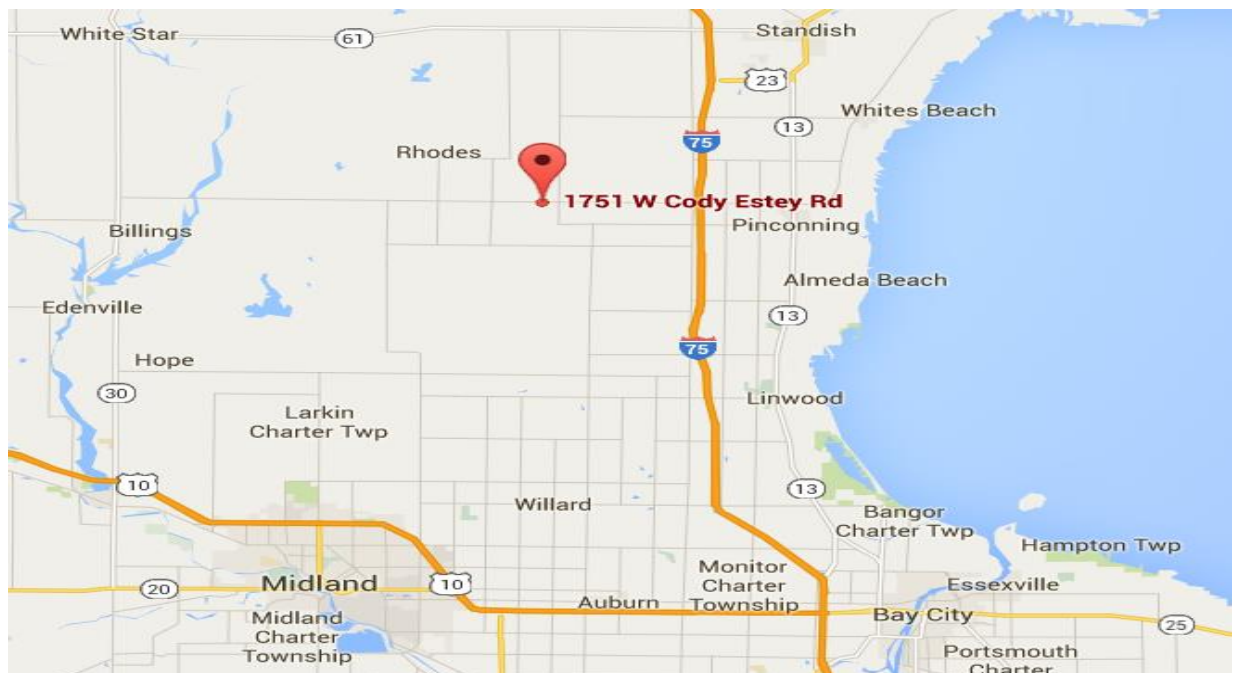 White Star
61
Standish
23
Whites Beach
13
75
Rhodes
1751 W Cody Estey Rd
Pinconning
Billings
Almeda Beach
Edenville
13
75
Hope
30
Linwood
Larkin
Charter Twp
10
13
Willard
Bangor
Charter Twp
Hampton Twp
Monitor
Charter
Township
Midland
10
20
Essexville
Auburn
Bay City
25
Midland
Charter
Township
Portsmouth
Charter